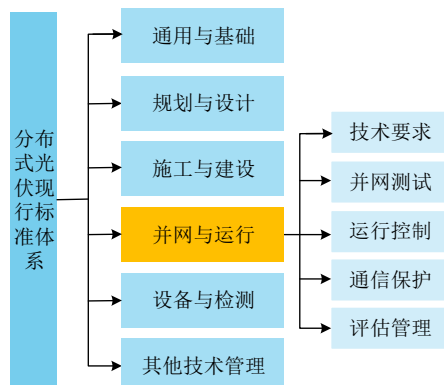 分布式光伏现行标准体系
通用与基础
规划与设计
施工与建设
并网与运行
设备与检测
其他技术管理
技术要求
并网测试
运行控制
通信保护
评估管理